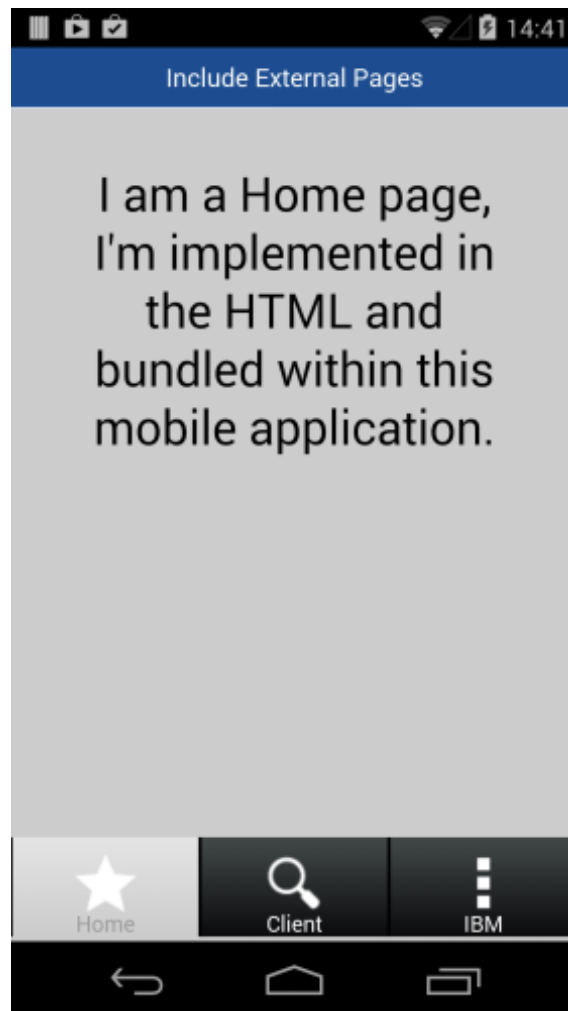 14:41
Include External Pages
I am a Home page,
I'm implemented in
the HTML and
bundled within this
mobile application.
Home
Client
IBM